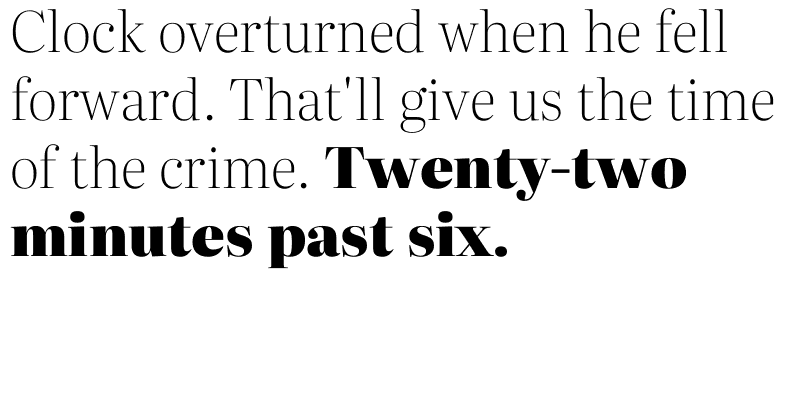 Clock overturned when he fell
forward. That'll give us the time
of the crime. Twenty-two
minutes past six.